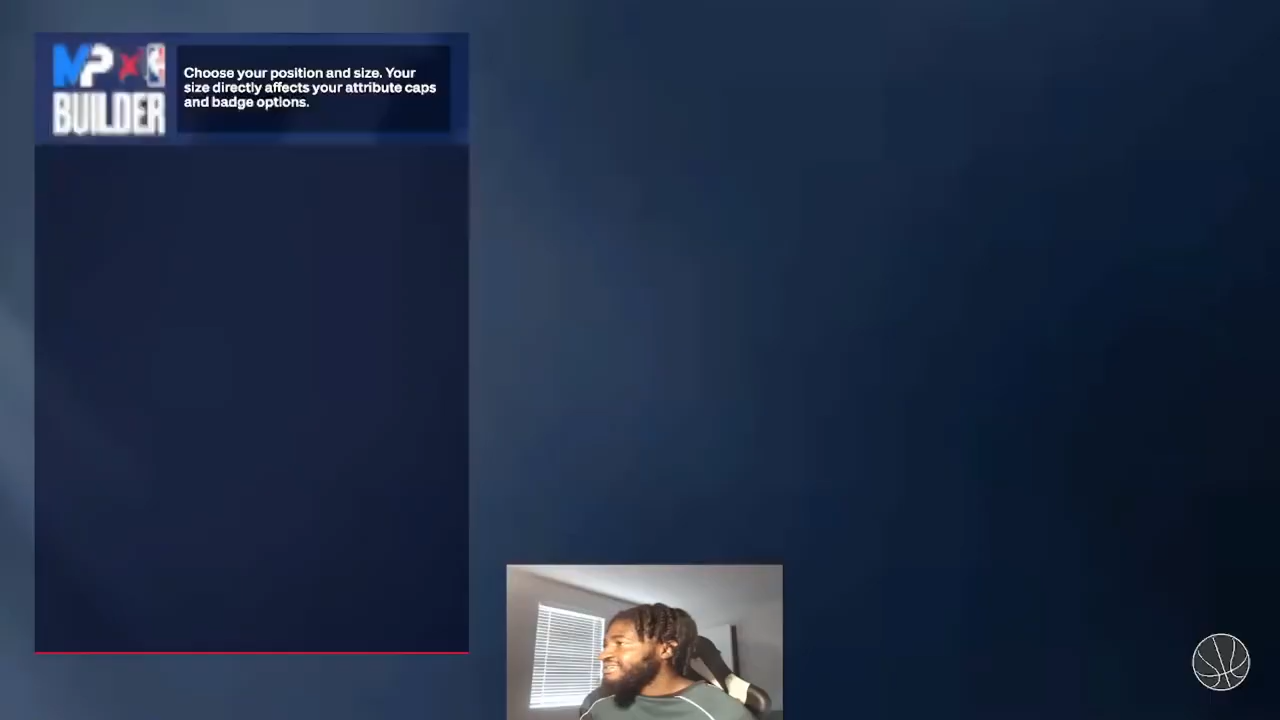 MP
BUILDER
Choose your position and size. Your
size directly affects your attribute caps
and badge options.